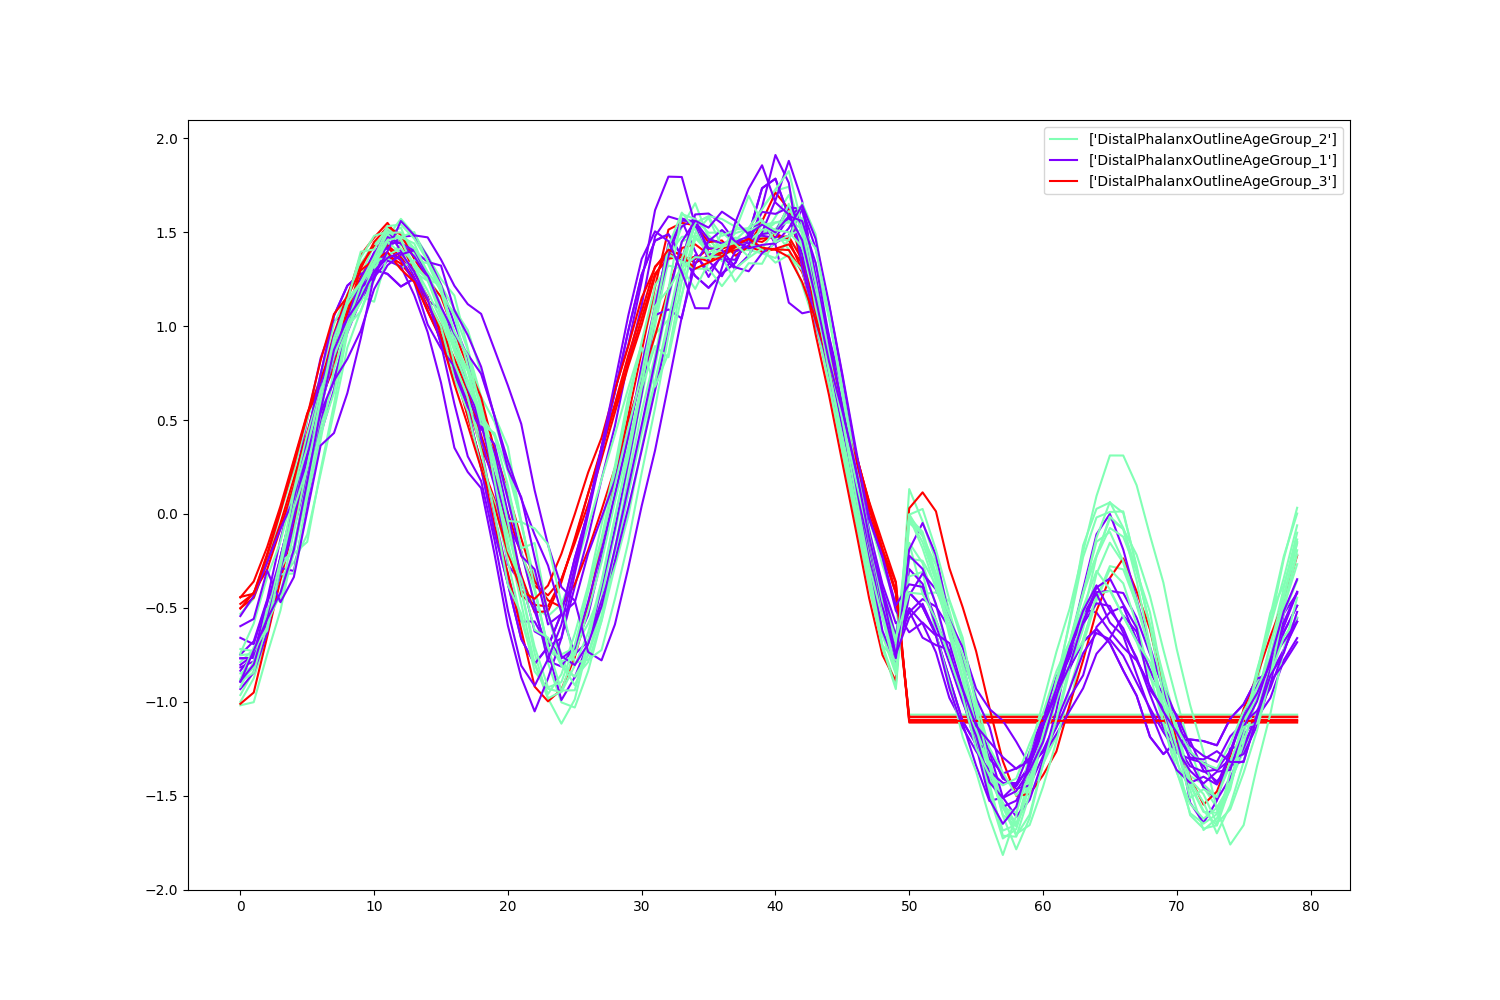 ['DistalPhalanxOutlineAgeGroup_2']
['DistalPhalanxOutlineAgeGroup_1']
['DistalPhalanxOutlineAgeGroup_3']
2.0
1.5
1.0
0.5
0.0
−0.5
−1.0
−1.5
−2.0
0 10 20 30 40 50 60 70 80